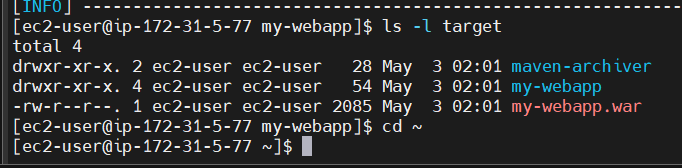 [INFO] ------------------------------------------------------------------------
[ec2-user@ip-172-31-5-77 my-webapp]$ ls -l target
total 4
drwxr-xr-x. 2 ec2-user ec2-user   28 May  3 02:01 maven-archiver
drwxr-xr-x. 4 ec2-user ec2-user   54 May  3 02:01 my-webapp
-rw-r--r--. 1 ec2-user ec2-user 2085 May  3 02:01 my-webapp.war
[ec2-user@ip-172-31-5-77 my-webapp]$ cd ~
[ec2-user@ip-172-31-5-77 ~]$